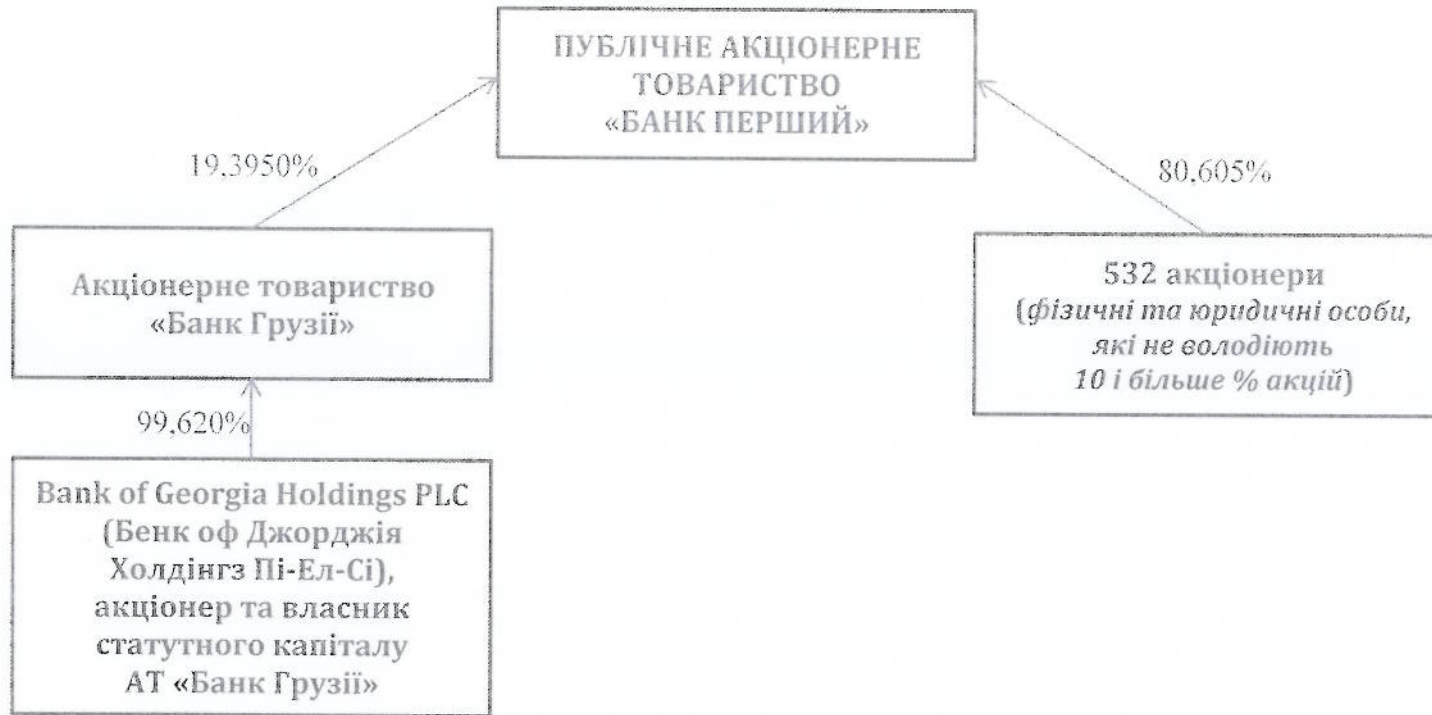 ПУБЛІЧНЕ АКЦІОНЕРНЕ
ТОВАРИСТВО
«БАНК ПЕРШИЙ»
19,3950%
80,605%
Акціонерне товариство
«Банк Грузії»
532 акціонери
(фізичні та юридичні особи,
які не володіють
10 і більше % акцій)
99,620%
Bank of Georgia Holdings PLC
(Бенк оф Джорджія
Холдінгз Пі-Ел-Сі),
акціонер та власник
статутного капіталу
АТ «Банк Грузії»